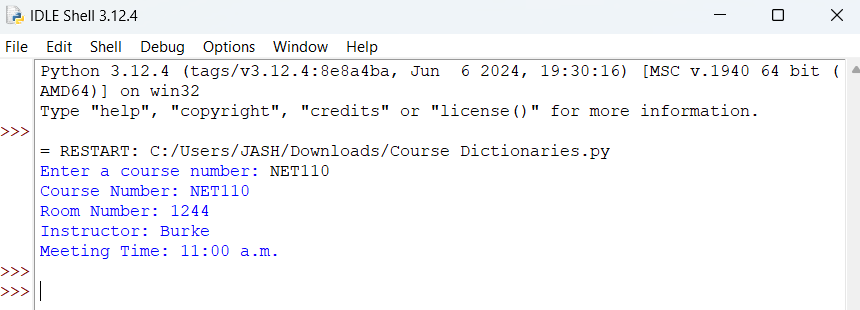 IDLE Shell 3.12.4
File Edit Shell Debug Options Window Help
Python 3.12.4 (tags/v3.12.4:8e8a4ba, Jun  6 2024, 19:30:16) [MSC v.1940 64 bit (
AMD64)] on win32
Type "help", "copyright", "credits" or "license()" for more information.
>>>
= RESTART: C:/Users/JASH/Downloads/Course Dictionaries.py
Enter a course number: NET110
Course Number: NET110
Room Number: 1244
Instructor: Burke
Meeting Time: 11:00 a.m.
>>>
>>>